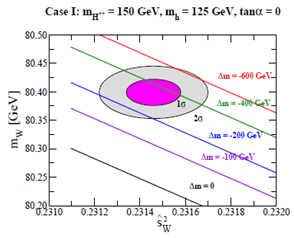 Case I: m_H++ = 150 GeV, m_h = 125 GeV, tanα = 0
80.50
80.45
80.40
80.35
80.30
80.25
80.20
m_W [GeV]
Δm = -600 GeV
Δm = -400 GeV
1σ
2σ
Δm = -200 GeV
Δm = -100 GeV
Δm = 0
0.2310 0.2312 0.2314 0.2316 0.2318 0.2320
ŝ²_W